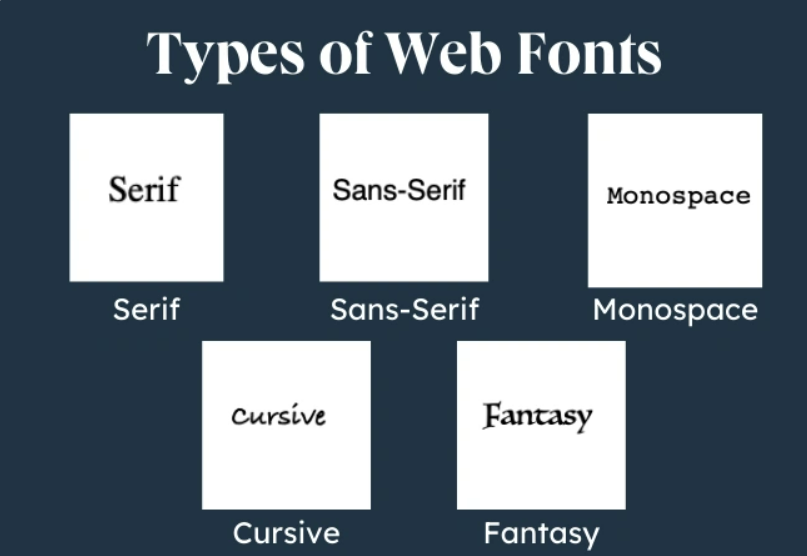 Types of Web Fonts
Serif
Sans-Serif
Monospace
Serif
Sans-Serif
Monospace
Cursive
Fantasy
Cursive
Fantasy